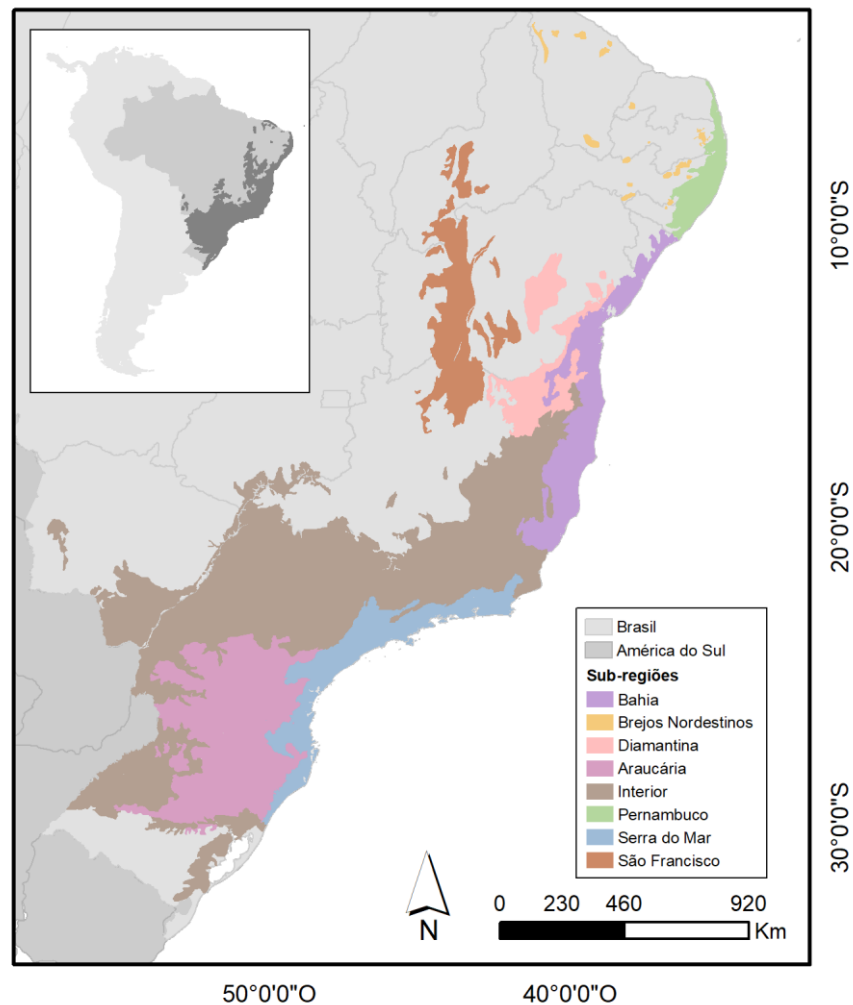 10°0'0"S
20°0'0"S
30°0'0"S
Brasil
América do Sul
Sub-regiões
Bahia
Brejos Nordestinos
Diamantina
Araucária
Interior
Pernambuco
Serra do Mar
São Francisco
N
0 230 460 920
Km
50°0'0"O 40°0'0"O